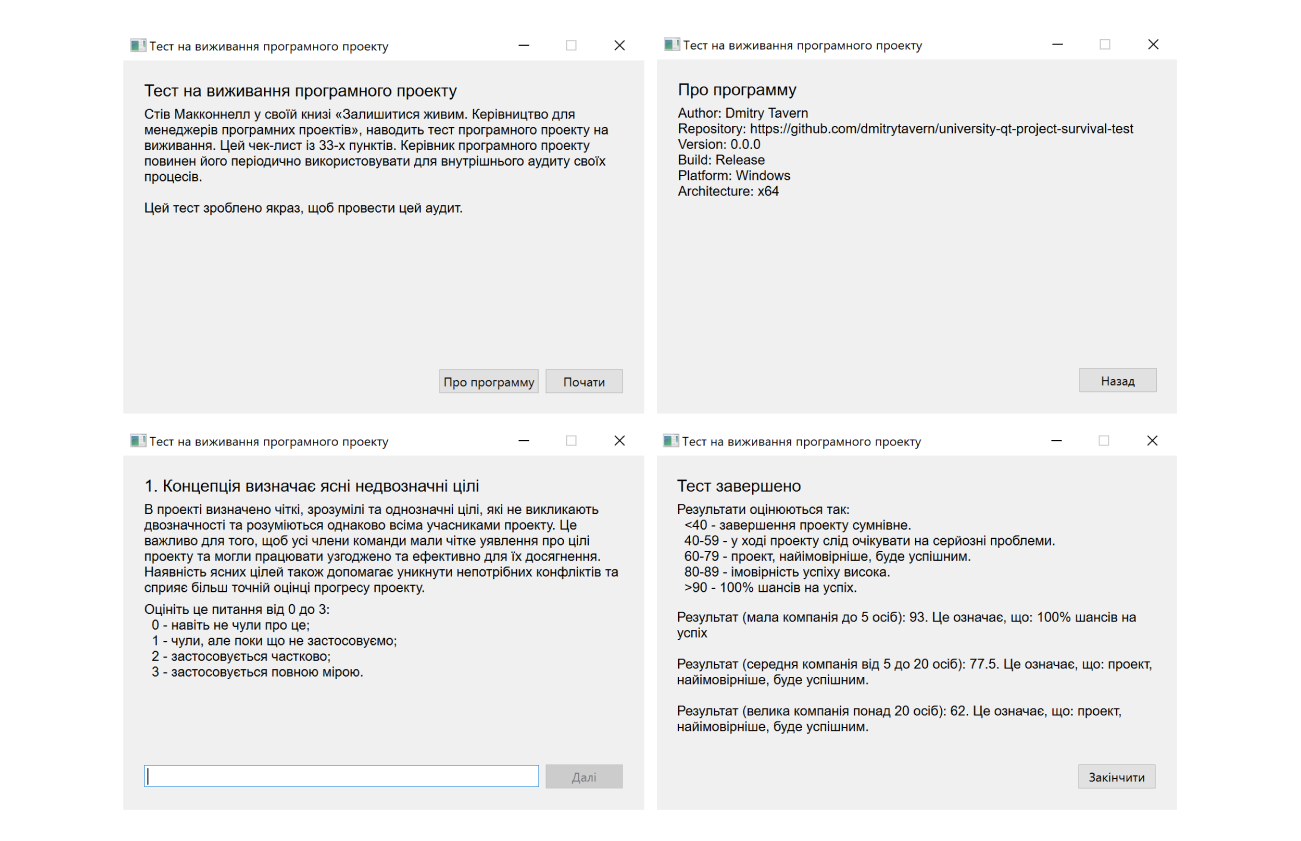 Тест на виживання програмного проекту
Тест на виживання програмного проекту
Стів Макконнелл у своїй книзі «Залишитися живим. Керівництво для
менеджерів програмних проектів», наводить тест програмного проекту на
виживання. Цей чек-лист із 33-х пунктів. Керівник програмного проекту
повинен його періодично використовувати для внутрішнього аудиту своїх
процесів.
Цей тест зроблено якраз, щоб провести цей аудит.
Про программу
Почати
Тест на виживання програмного проекту
Про программу
Author: Dmitry Tavern
Repository: https://github.com/dmitrytavern/university-qt-project-survival-test
Version: 0.0.0
Build: Release
Platform: Windows
Architecture: x64
Назад
Тест на виживання програмного проекту
1. Концепція визначає ясні недвозначні цілі
В проекті визначено чіткі, зрозумілі та однозначні цілі, які не викликають
двозначності та розуміються однаково всіма учасниками проекту. Це
важливо для того, щоб усі члени команди мали чітке уявлення про цілі
проекту та могли працювати узгоджено та ефективно для їх досягнення.
Наявність ясних цілей також допомагає уникнути непотрібних конфліктів та
сприяє більш точній оцінці прогресу проекту.
Оцініть це питання від 0 до 3:
0 - навіть не чули про це;
1 - чули, але поки що не застосовуємо;
2 - застосовується частково;
3 - застосовується повною мірою.
Далі
Тест на виживання програмного проекту
Тест завершено
Результати оцінюються так:
<40 - завершення проекту сумнівне.
40-59 - у ході проекту слід очікувати на серйозні проблеми.
60-79 - проект, найімовірніше, буде успішним.
80-89 - імовірність успіху висока.
>90 - 100% шансів на успіх.
Результат (мала компанія до 5 осіб): 93. Це означає, що: 100% шансів на
успіх
Результат (середня компанія від 5 до 20 осіб): 77.5. Це означає, що: проект,
найімовірніше, буде успішним.
Результат (велика компанія понад 20 осіб): 62. Це означає, що: проект,
найімовірніше, буде успішним.
Закінчити